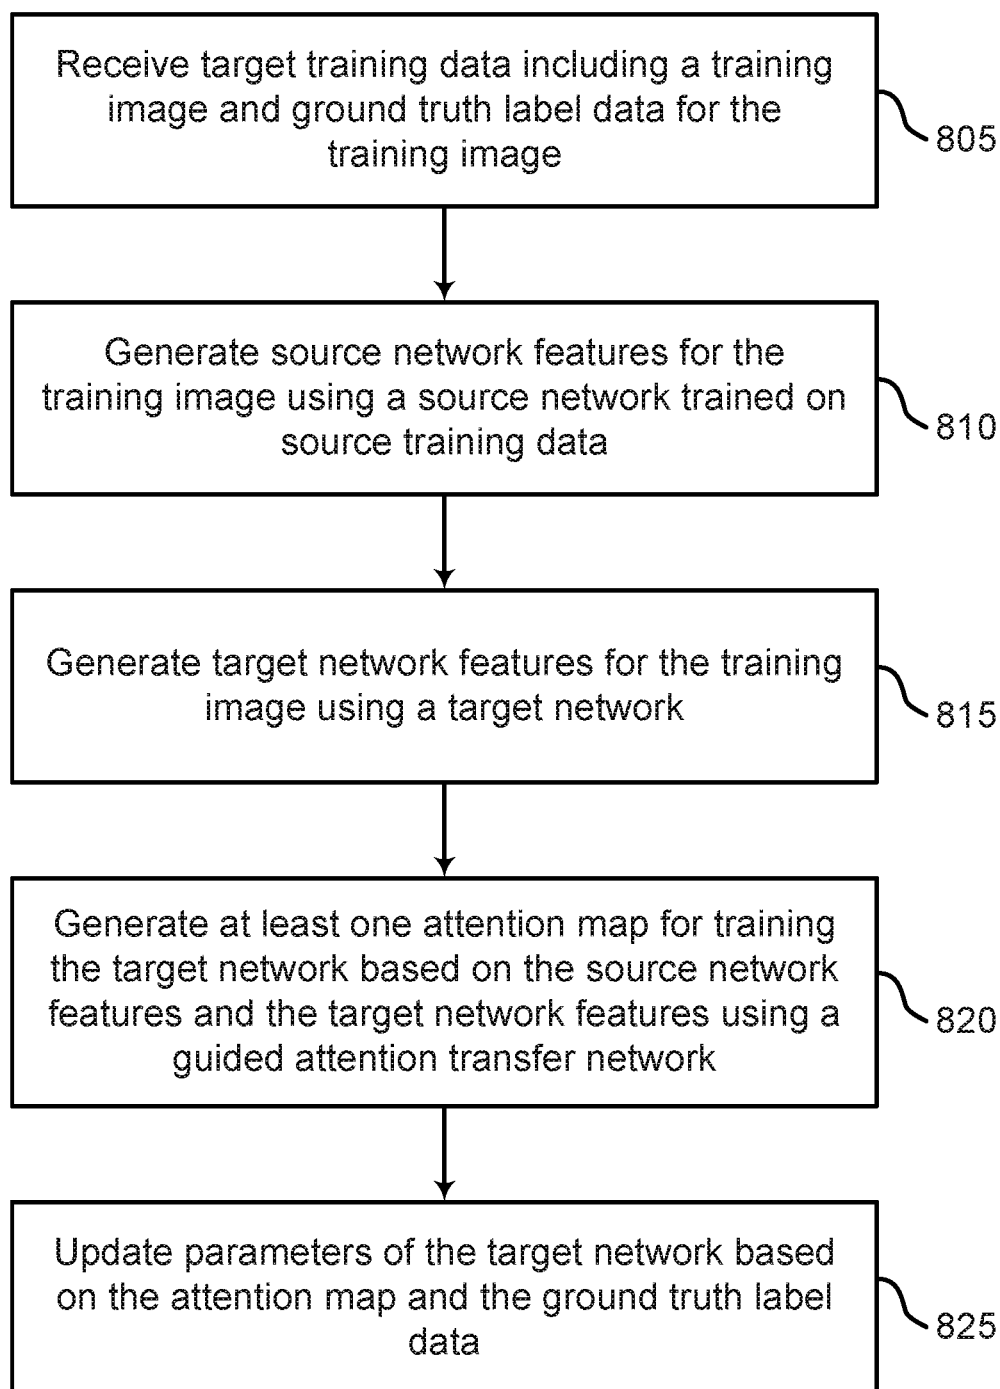 Receive target training data including a training
image and ground truth label data for the
training image
805
Generate source network features for the
training image using a source network trained on
source training data
810
Generate target network features for the training
image using a target network
815
Generate at least one attention map for training
the target network based on the source network
features and the target network features using a
guided attention transfer network
820
Update parameters of the target network based
on the attention map and the ground truth label
data
825